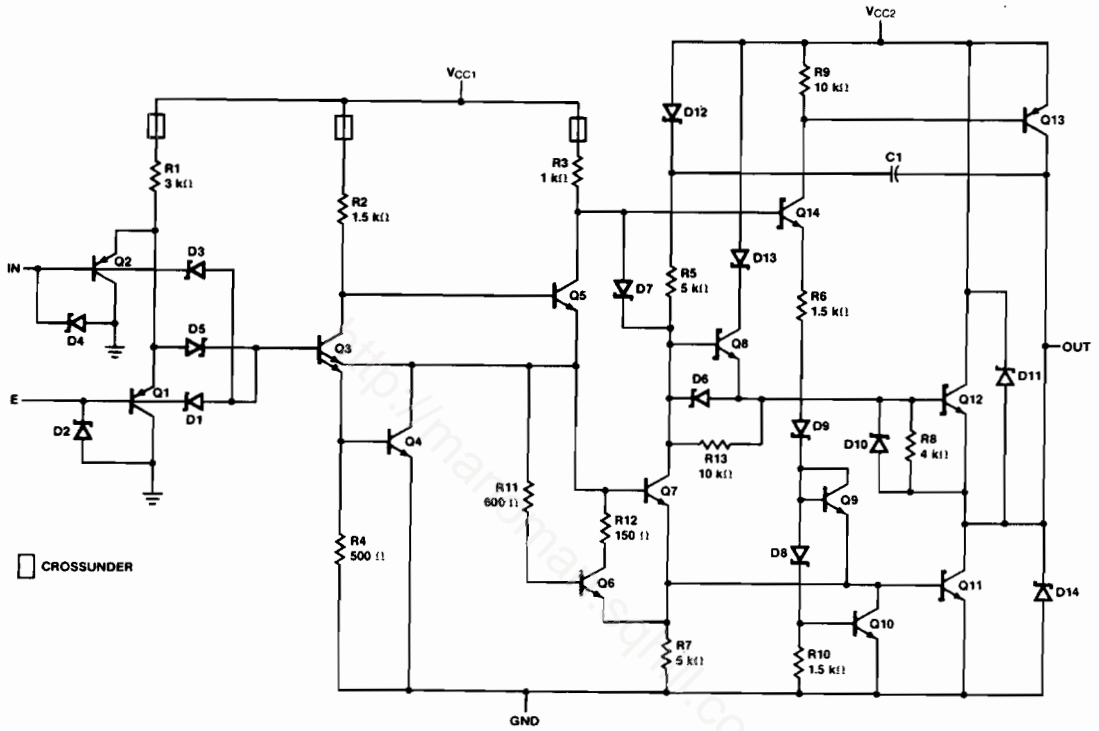 VCC2
VCC1
R9
10 kΩ
D12
Q13
R1
3 kΩ
R3
1 kΩ
C1
R2
1.5 kΩ
Q14
IN
Q2
D3
D13
R5
5 kΩ
D7
Q5
R6
1.5 kΩ
D4
D5
Q3
Q8
OUT
D11
E
Q1
D1
D6
Q12
D2
D9
D10
R8
4 kΩ
Q4
R13
10 kΩ
R11
600 Ω
Q7
Q9
R12
150 Ω
R4
500 Ω
D8
CROSSUNDER
Q6
Q11
D14
Q10
R7
5 kΩ
R10
1.5 kΩ
GND